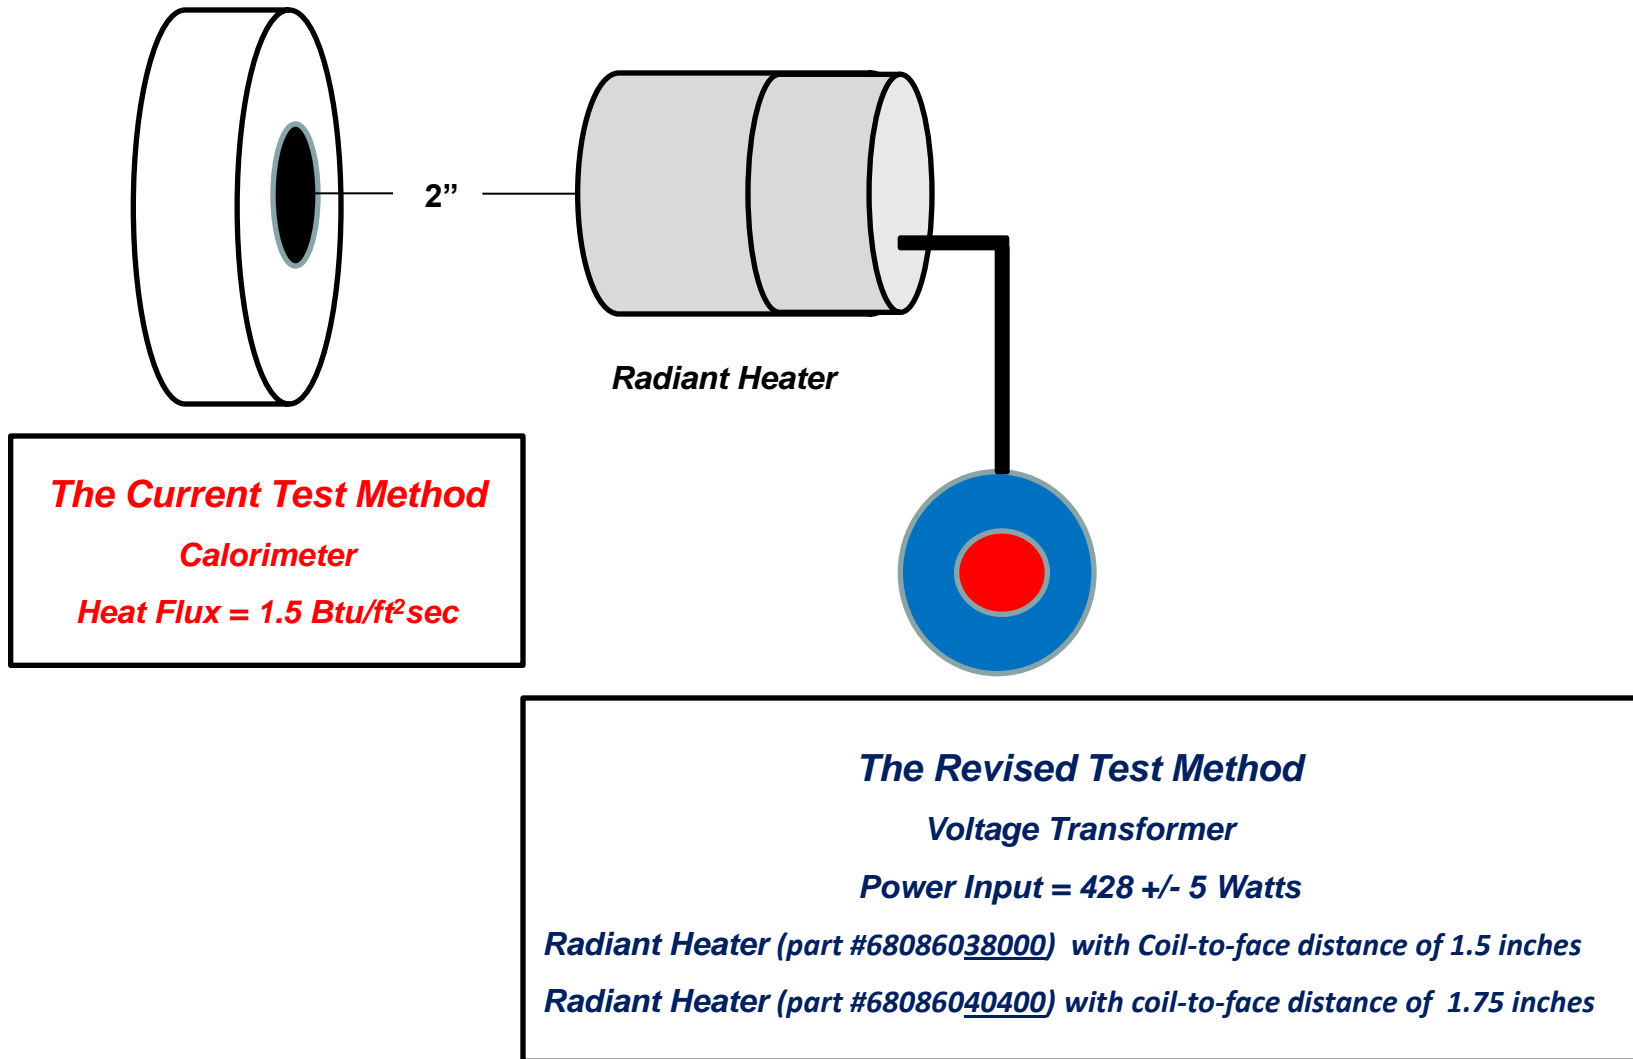 2”
Radiant Heater
The Current Test Method
Calorimeter
Heat Flux = 1.5 Btu/ft²sec
The Revised Test Method
Voltage Transformer
Power Input = 428 +/- 5 Watts
Radiant Heater (part #68086038000)  with Coil-to-face distance of 1.5 inches
Radiant Heater (part #68086040400) with coil-to-face distance of  1.75 inches